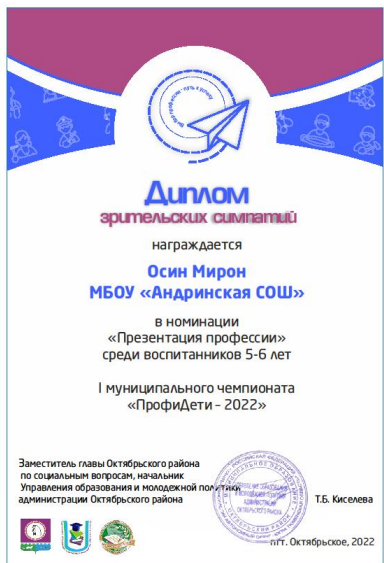 Диплом
зрительских симпатий
награждается
Осин Мирон
МБОУ «Андринская СОШ»
в номинации
«Презентация профессии»
среди воспитанников 5-6 лет
I муниципального чемпионата
«ПрофиДети – 2022»
Заместитель главы Октябрьского района
по социальным вопросам, начальник
Управления образования и молодежной политики
администрации Октябрьского района
Т.Б. Киселева
пгт. Октябрьское, 2022